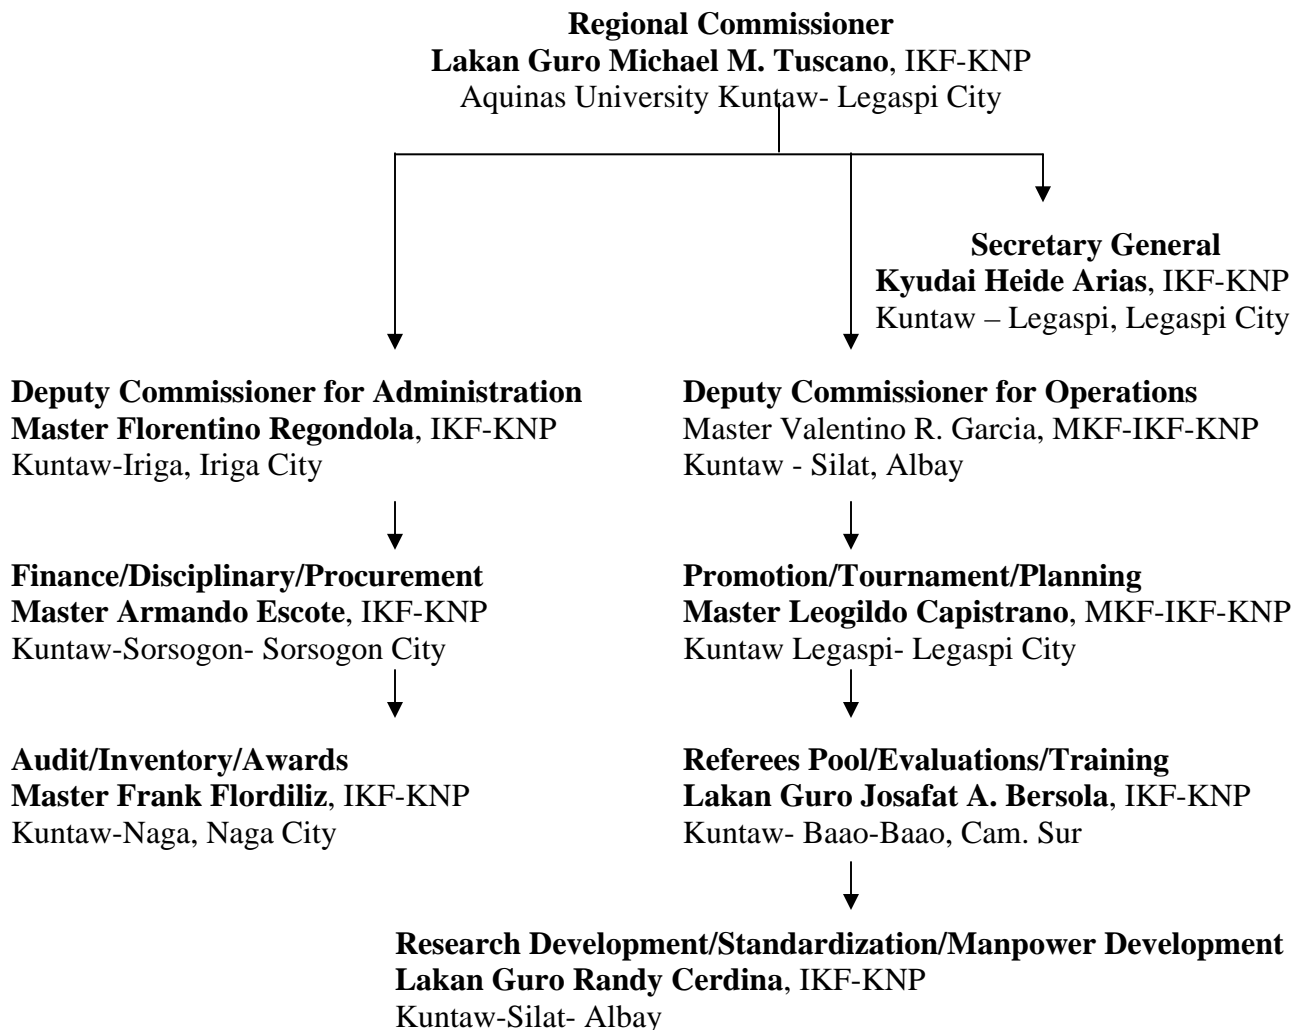 Regional Commissioner
Lakan Guro Michael M. Tuscano, IKF-KNP
Aquinas University Kuntaw- Legaspi City
Secretary General
Kyudai Heide Arias, IKF-KNP
Kuntaw – Legaspi, Legaspi City
Deputy Commissioner for Administration
Master Florentino Regondola, IKF-KNP
Kuntaw-Iriga, Iriga City
Deputy Commissioner for Operations
Master Valentino R. Garcia, MKF-IKF-KNP
Kuntaw - Silat, Albay
Finance/Disciplinary/Procurement
Master Armando Escote, IKF-KNP
Kuntaw-Sorsogon- Sorsogon City
Promotion/Tournament/Planning
Master Leogildo Capistrano, MKF-IKF-KNP
Kuntaw Legaspi- Legaspi City
Audit/Inventory/Awards
Master Frank Flordiliz, IKF-KNP
Kuntaw-Naga, Naga City
Referees Pool/Evaluations/Training
Lakan Guro Josafat A. Bersola, IKF-KNP
Kuntaw- Baao-Baao, Cam. Sur
Research Development/Standardization/Manpower Development
Lakan Guro Randy Cerdina, IKF-KNP
Kuntaw-Silat- Albay